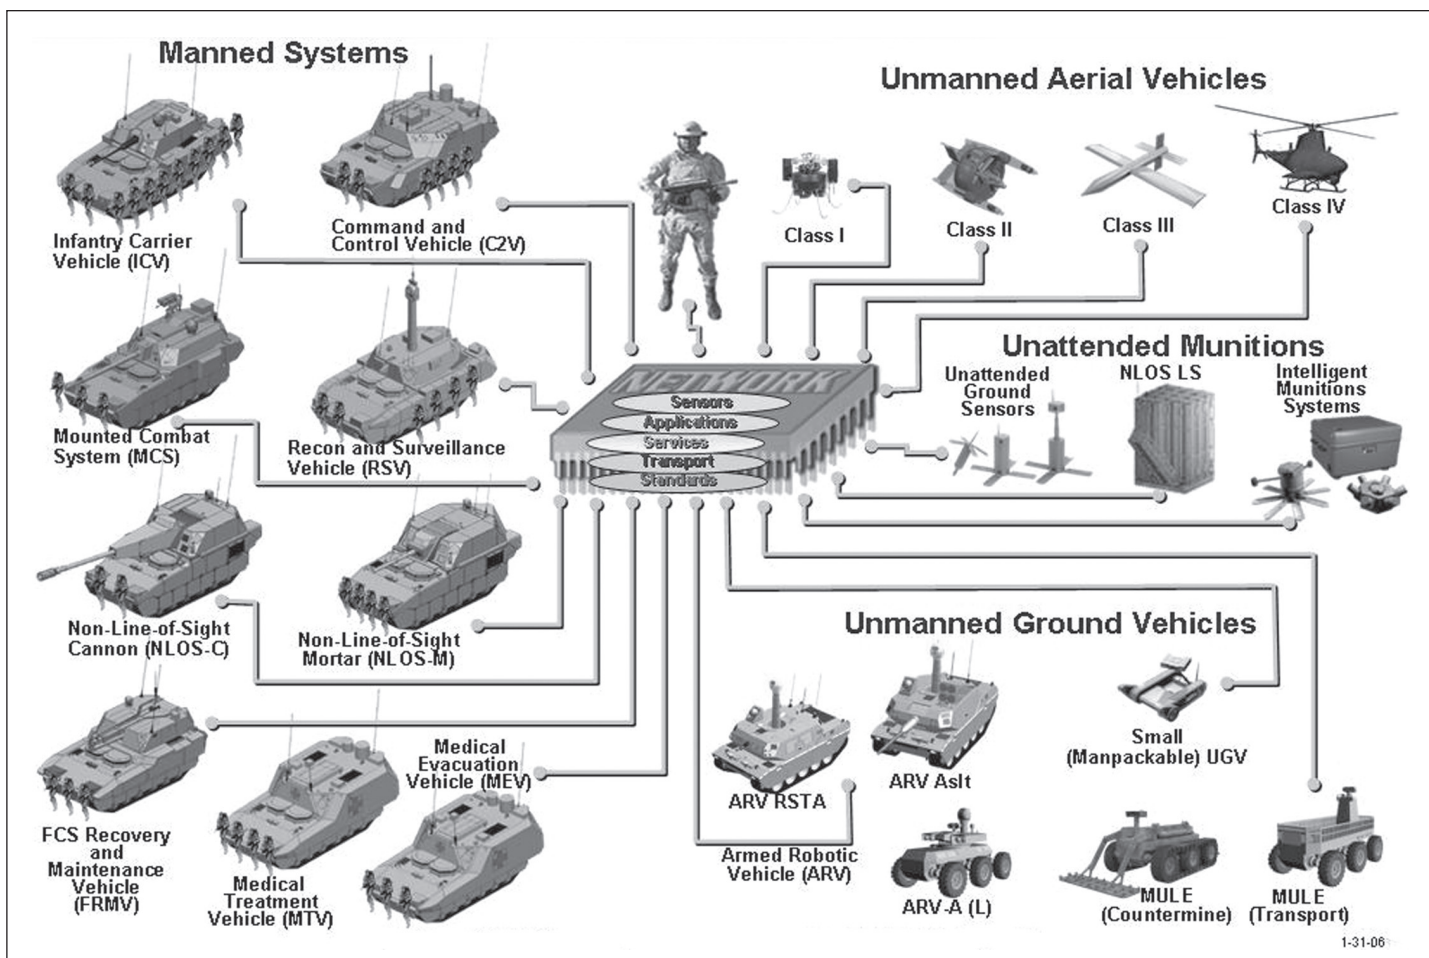 Manned Systems
Unmanned Aerial Vehicles
Infantry Carrier
Vehicle (ICV)
Command and
Control Vehicle (C2V)
Class I
Class II
Class III
Class IV
Mounted Combat
System (MCS)
Recon and Surveillance
Vehicle (RSV)
NETWORK
Sensors
Applications
Services
Transport
Standards
Unattended Munitions
Unattended
Ground
Sensors
NLOS LS
Intelligent
Munitions
Systems
Non-Line-of-Sight
Cannon (NLOS-C)
Non-Line-of-Sight
Mortar (NLOS-M)
Unmanned Ground Vehicles
FCS Recovery
and
Maintenance
Vehicle
(FRMV)
Medical
Treatment
Vehicle (MTV)
Medical
Evacuation
Vehicle (MEV)
ARV RSTA
ARV Aslt
Small
(Manpackable) UGV
Armed Robotic
Vehicle (ARV)
ARV-A (L)
MULE
(Countermine)
MULE
(Transport)
1-31-06